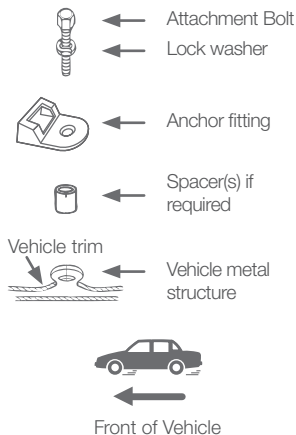 Attachment Bolt
Lock washer
Anchor fitting
Spacer(s) if
required
Vehicle trim
Vehicle metal
structure
Front of Vehicle